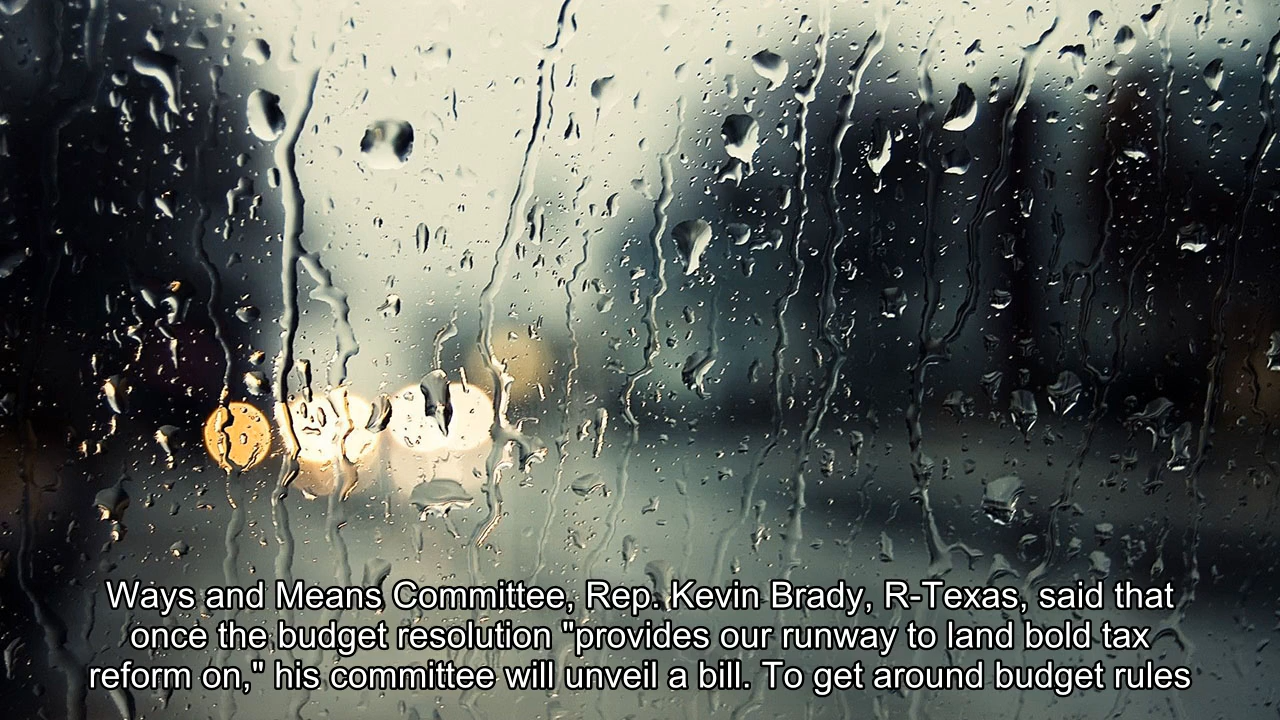 Ways and Means Committee, Rep. Kevin Brady, R-Texas, said that
once the budget resolution "provides our runway to land bold tax
reform on," his committee will unveil a bill. To get around budget rules